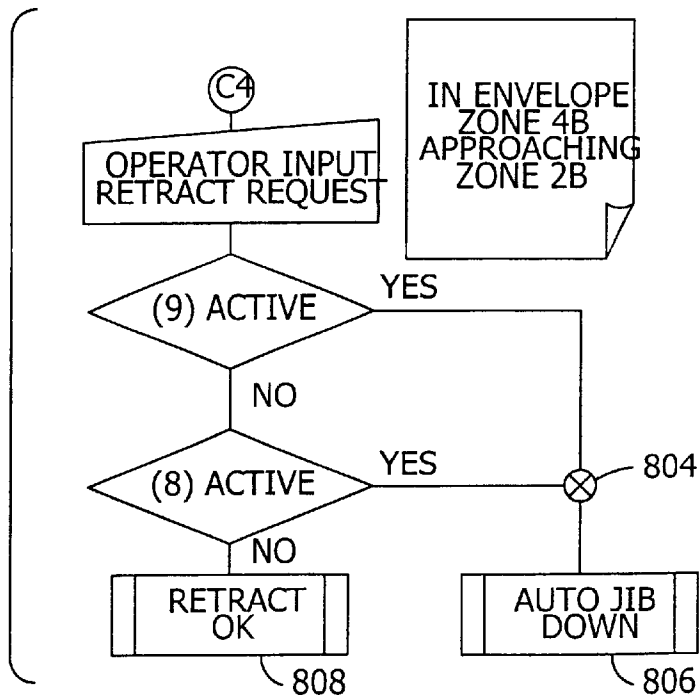 C4
OPERATOR INPUT
RETRACT REQUEST
IN ENVELOPE
ZONE 4B
APPROACHING
ZONE 2B
(9) ACTIVE
YES
NO
(8) ACTIVE
YES
804
NO
RETRACT
OK
808
AUTO JIB
DOWN
806